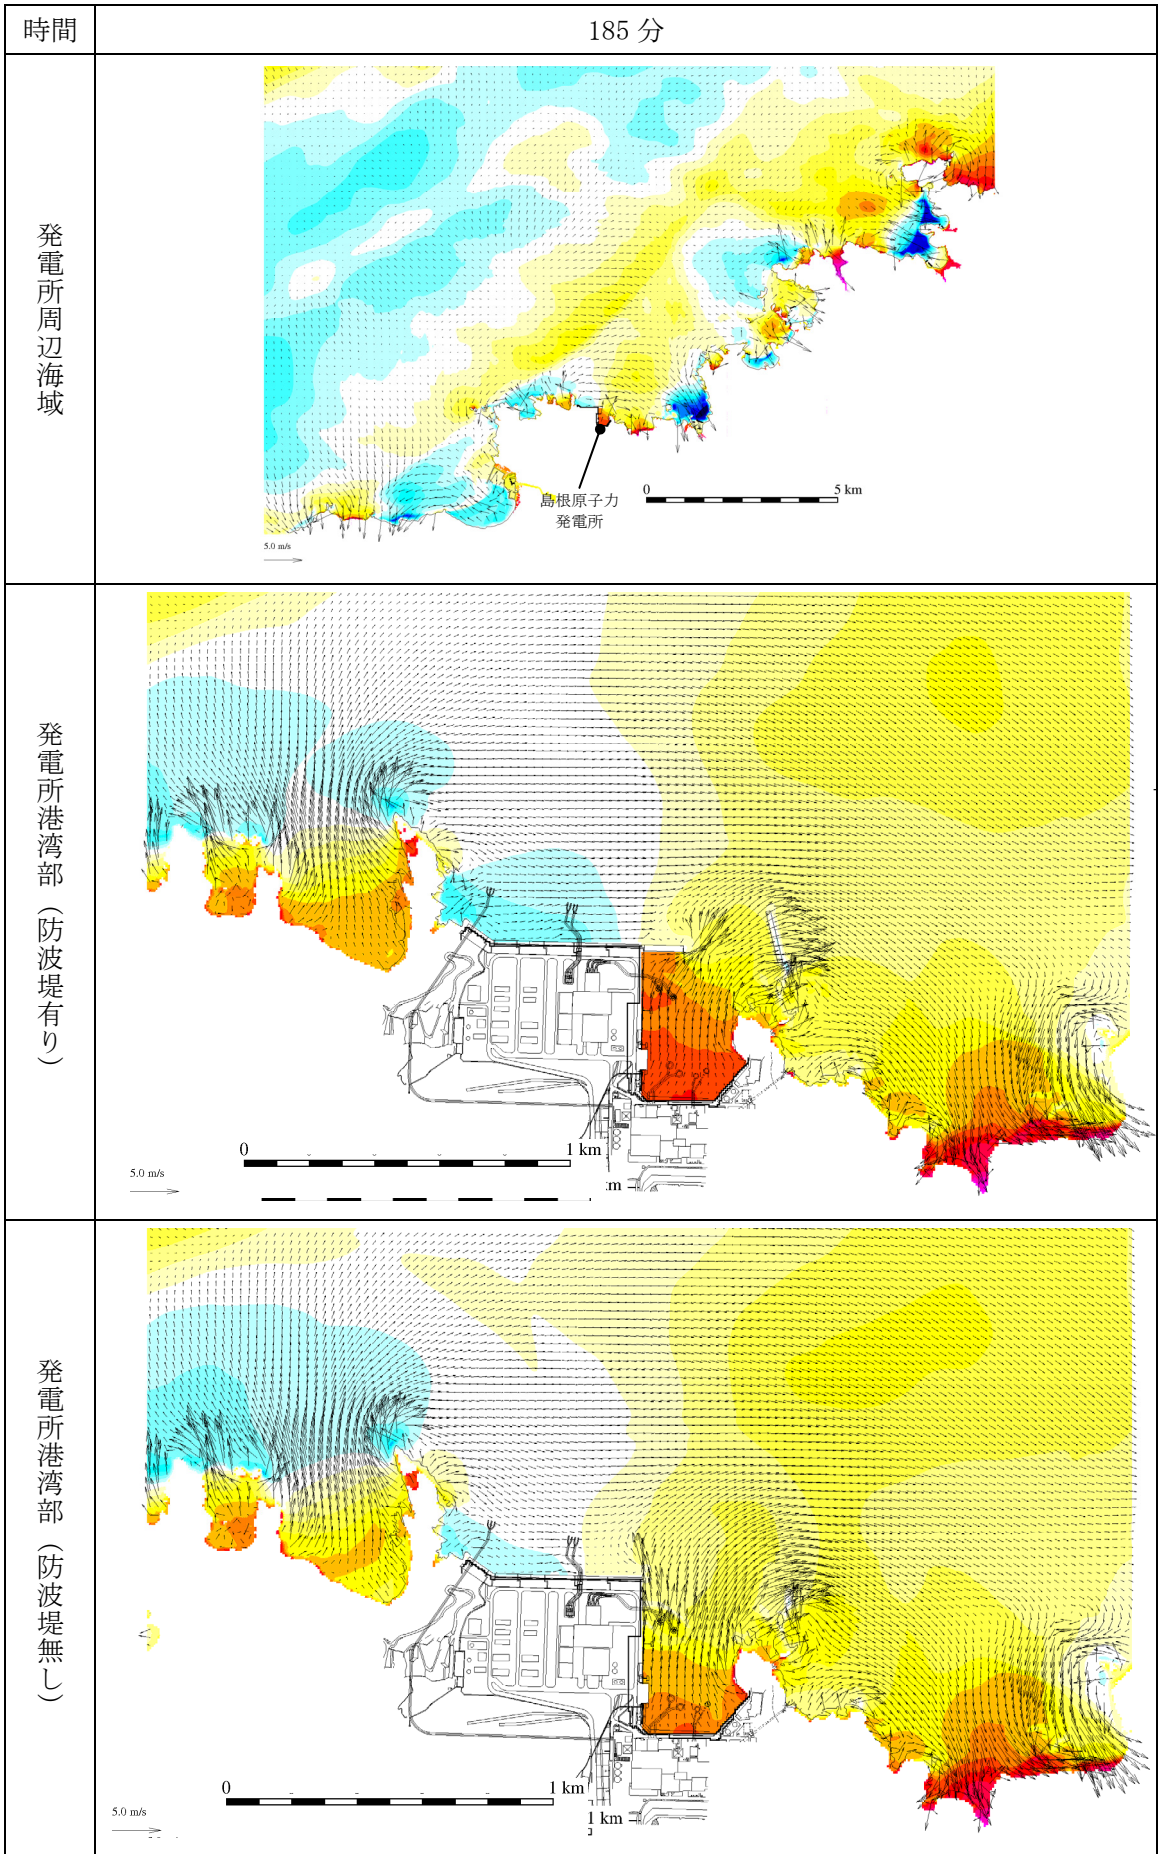 時間
185 分
発電所周辺海域
島根原子力
発電所
0 5 km
5.0 m/s
発電所港湾部（防波堤有り）
0 1 km
5.0 m/s
km
発電所港湾部（防波堤無し）
0 1 km
5.0 m/s
1 km